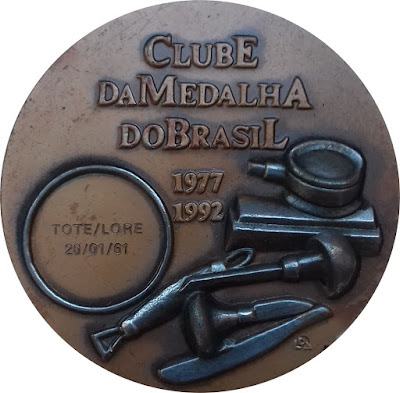 CLUBE
DA MEDALHA
DO BRASIL
1977
1992
TOTE/LORE
20/01/61